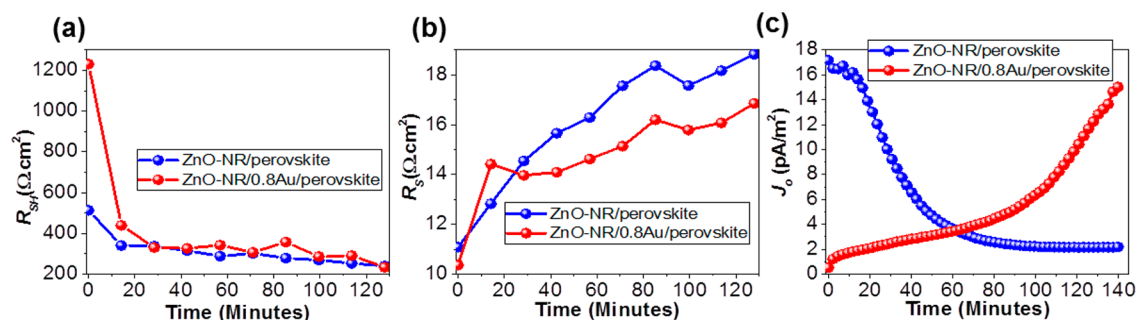 (a)
1200
1000
800
600
400
200
R_SH(Ωcm²)
ZnO-NR/perovskite
ZnO-NR/0.8Au/perovskite
0 20 40 60 80 100 120
Time (Minutes)
(b)
18
16
14
12
10
R_S(Ωcm²)
ZnO-NR/perovskite
ZnO-NR/0.8Au/perovskite
0 20 40 60 80 100 120
Time (Minutes)
(c)
ZnO-NR/perovskite
ZnO-NR/0.8Au/perovskite
18
16
14
12
10
8
6
4
2
0
J_o (pA/m²)
0 20 40 60 80 100 120 140
Time (Minutes)